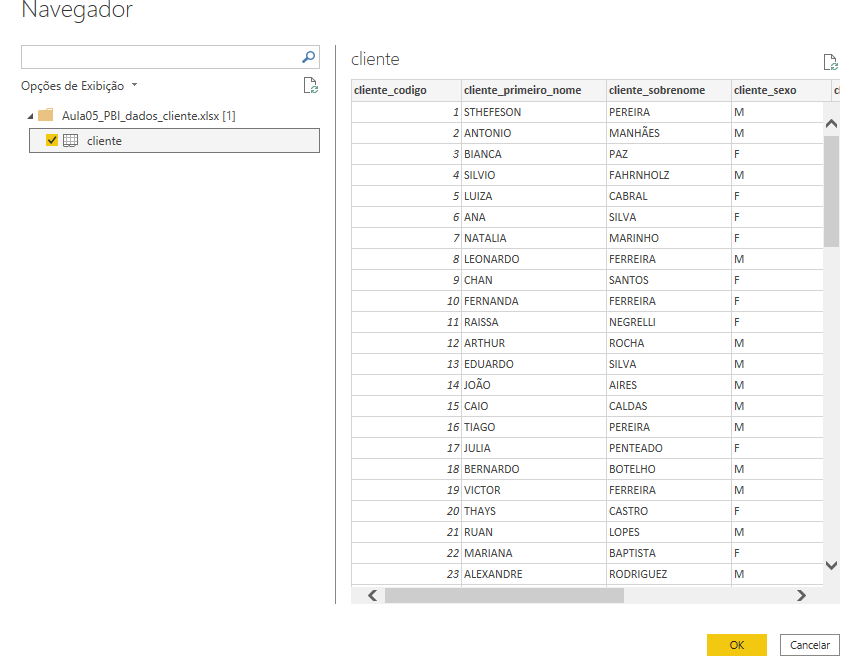 Navegador
Opções de Exibição
Aula05_PBI_dados_cliente.xlsx [1]
cliente
cliente
cliente_codigo cliente_primeiro_nome cliente_sobrenome cliente_sexo cl
1 STHEFESON PEREIRA M
2 ANTONIO MANHÃES M
3 BIANCA PAZ F
4 SILVIO FAHRNHOLZ M
5 LUIZA CABRAL F
6 ANA SILVA F
7 NATALIA MARINHO F
8 LEONARDO FERREIRA M
9 CHAN SANTOS F
10 FERNANDA FERREIRA F
11 RAISSA NEGRELLI F
12 ARTHUR ROCHA M
13 EDUARDO SILVA M
14 JOÃO AIRES M
15 CAIO CALDAS M
16 TIAGO PEREIRA M
17 JULIA PENTEADO F
18 BERNARDO BOTELHO M
19 VICTOR FERREIRA M
20 THAYS CASTRO F
21 RUAN LOPES M
22 MARIANA BAPTISTA F
23 ALEXANDRE RODRIGUEZ M
OK Cancelar